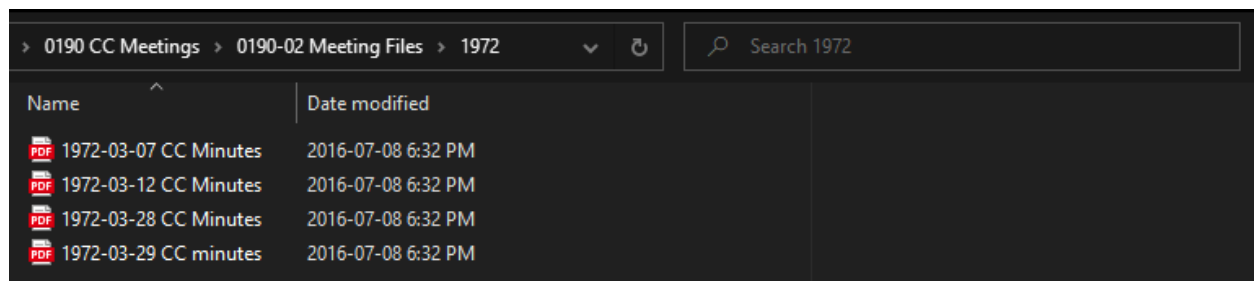 > 0190 CC Meetings > 0190-02 Meeting Files > 1972 Search 1972
Name Date modified
PDF 1972-03-07 CC Minutes 2016-07-08 6:32 PM
PDF 1972-03-12 CC Minutes 2016-07-08 6:32 PM
PDF 1972-03-28 CC Minutes 2016-07-08 6:32 PM
PDF 1972-03-29 CC minutes 2016-07-08 6:32 PM